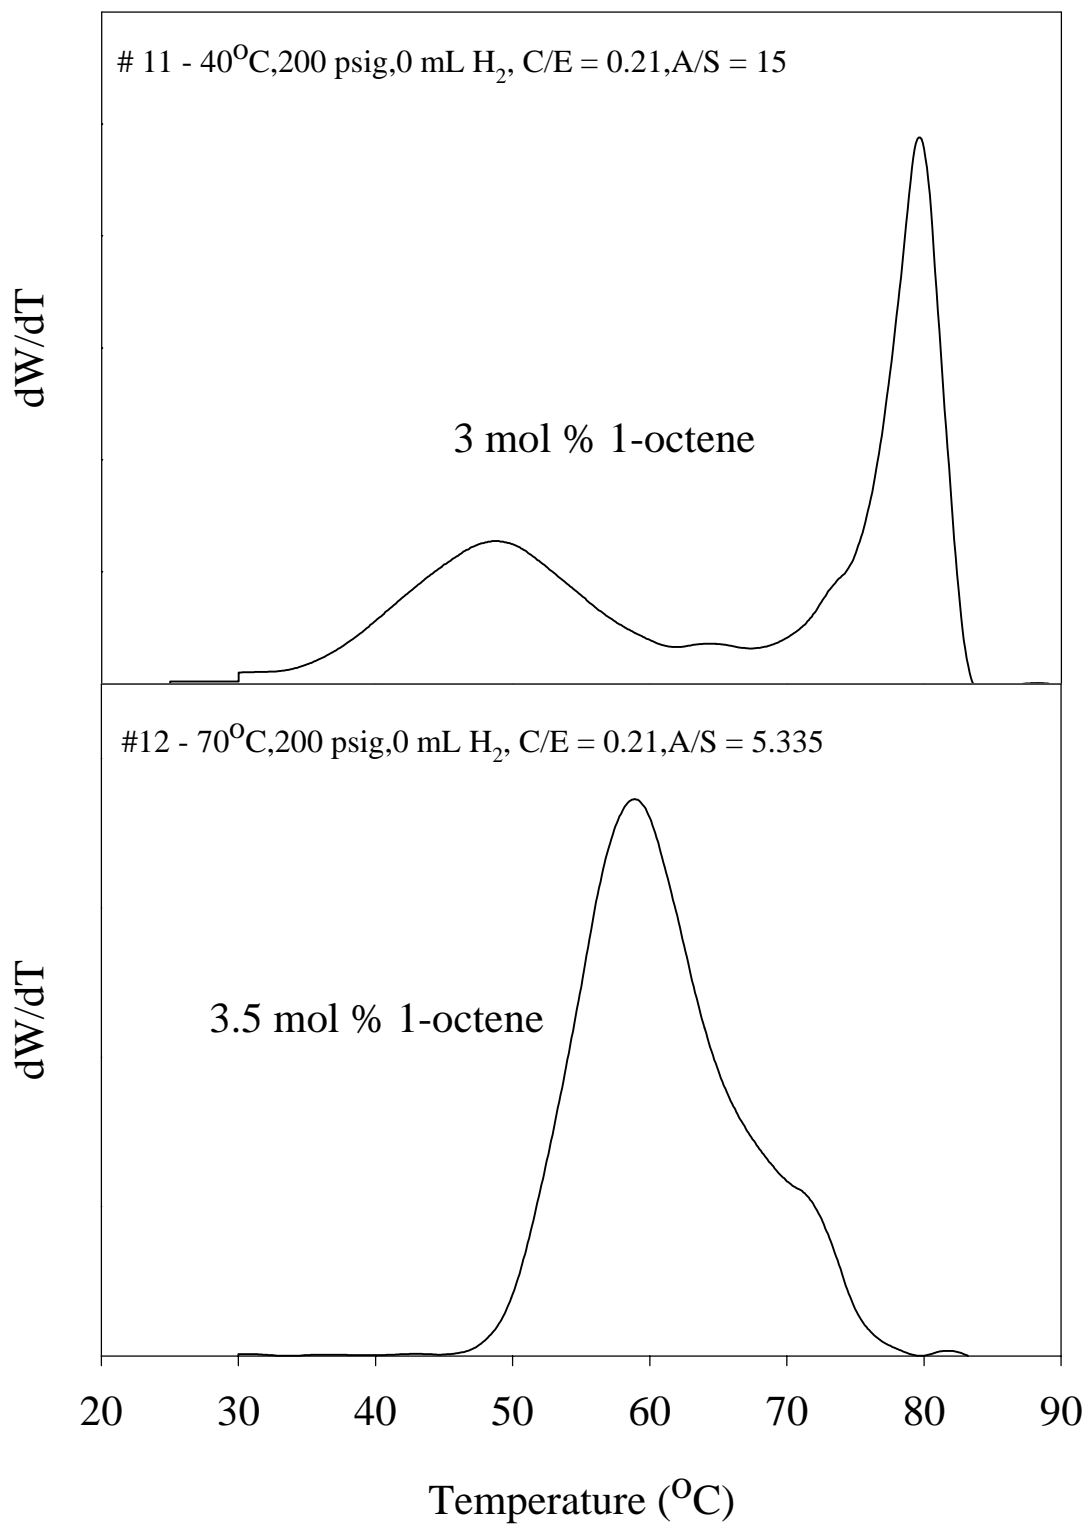 # 11 - 40°C,200 psig,0 mL H₂, C/E = 0.21,A/S = 15
dW/dT
3 mol % 1-octene
#12 - 70°C,200 psig,0 mL H₂, C/E = 0.21,A/S = 5.335
dW/dT
3.5 mol % 1-octene
20 30 40 50 60 70 80 90
Temperature (°C)